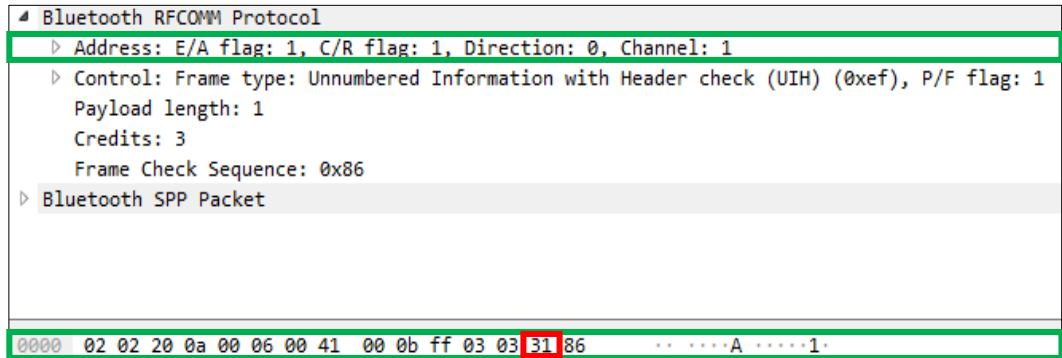 Bluetooth RFCOMM Protocol
Address: E/A flag: 1, C/R flag: 1, Direction: 0, Channel: 1
Control: Frame type: Unnumbered Information with Header check (UIH) (0xef), P/F flag: 1
Payload length: 1
Credits: 3
Frame Check Sequence: 0x86
Bluetooth SPP Packet
0000 02 02 20 0a 00 06 00 41 00 0b ff 03 03 31 86 ·· ····A ·····1·